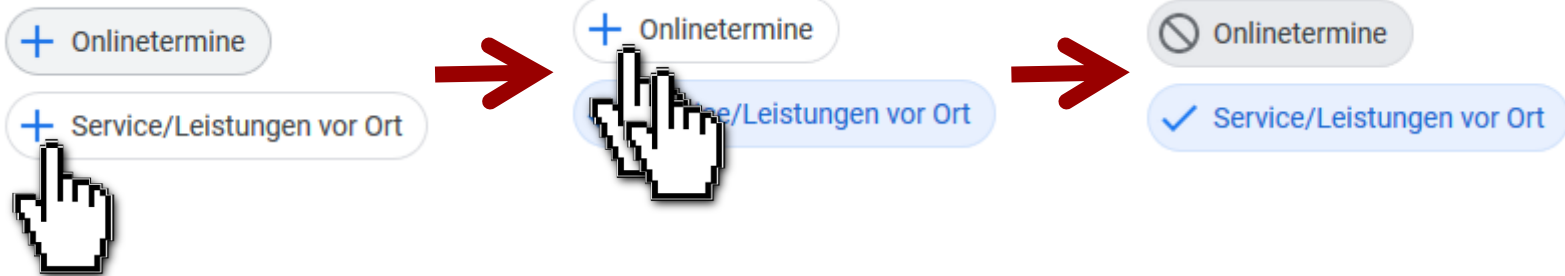 Onlinetermine
Service/Leistungen vor Ort
Onlinetermine
e/Leistungen vor Ort
Onlinetermine
Service/Leistungen vor Ort